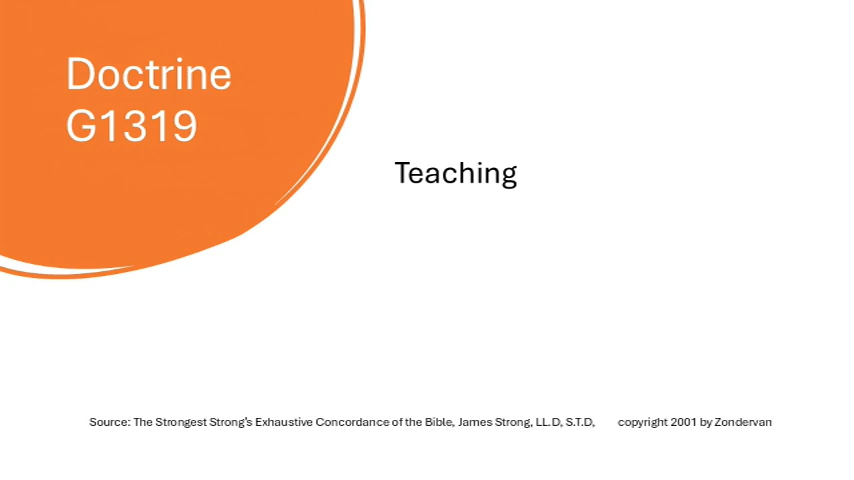 Doctrine
G1319
Teaching
Source: The Strongest Strong's Exhaustive Concordance of the Bible, James Strong, LL.D, S.T.D, copyright 2001 by Zondervan